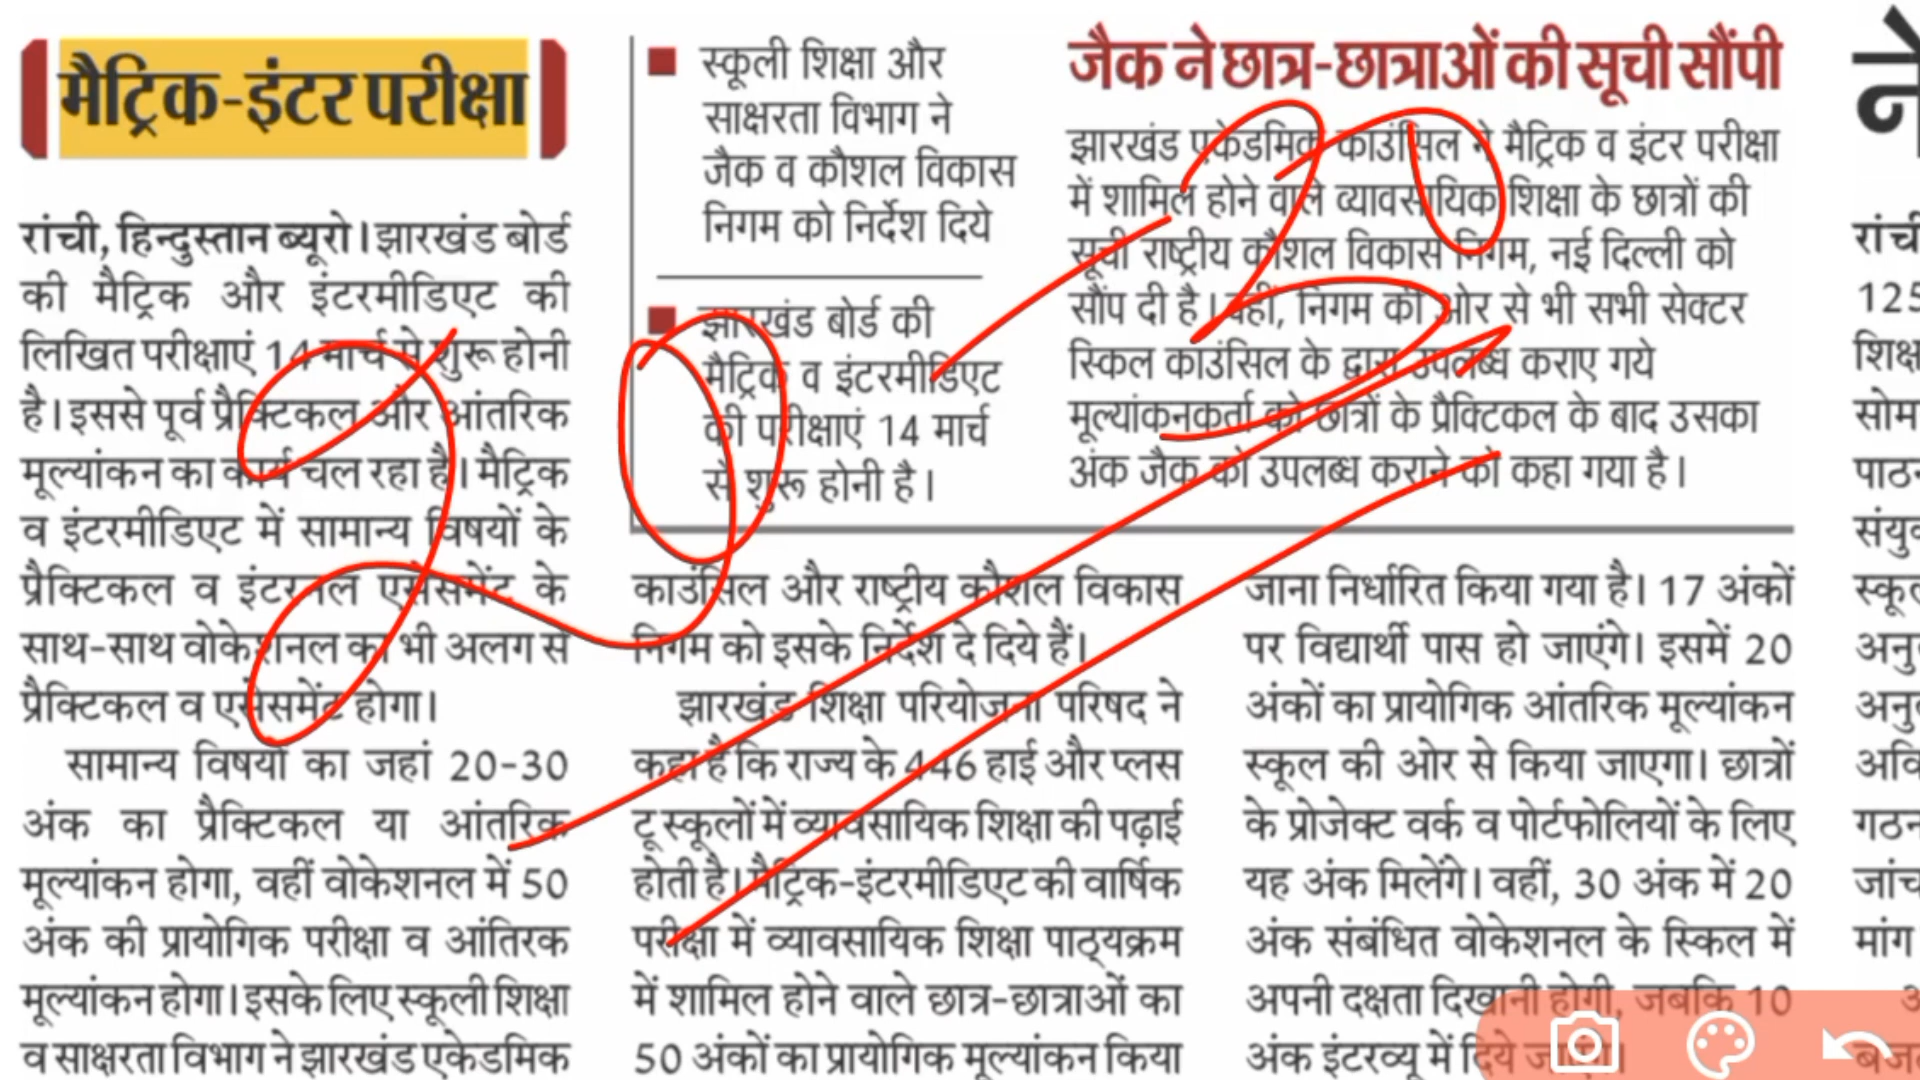 मैट्रिक-इंटर परीक्षा
रांची, हिन्दुस्तान ब्यूरो। झारखंड बोर्ड
की मैट्रिक और इंटरमीडिएट की
लिखित परीक्षाएं 14 मार्च से शुरू होनी
है। इससे पूर्व प्रैक्टिकल और आंतरिक
मूल्यांकन का कार्य चल रहा है। मैट्रिक
व इंटरमीडिएट में सामान्य विषयों के
प्रैक्टिकल व इंटरनल एसेसमेंट के
साथ-साथ वोकेशनल का भी अलग से
प्रैक्टिकल व एसेसमेंट होगा।
सामान्य विषयों का जहां 20-30
अंक का प्रैक्टिकल या आंतरिक
मूल्यांकन होगा, वहीं वोकेशनल में 50
अंक की प्रायोगिक परीक्षा व आंतिरक
मूल्यांकन होगा। इसके लिए स्कूली शिक्षा
व साक्षरता विभाग ने झारखंड एकेडमिक
स्कूली शिक्षा और
साक्षरता विभाग ने
जैक व कौशल विकास
निगम को निर्देश दिये
झारखंड बोर्ड की
मैट्रिक व इंटरमीडिएट
की परीक्षाएं 14 मार्च
से शुरू होनी है।
जैक ने छात्र-छात्राओं की सूची सौंपी
झारखंड एकेडमिक काउंसिल ने मैट्रिक व इंटर परीक्षा
में शामिल होने वाले व्यावसायिक शिक्षा के छात्रों की
सूची राष्ट्रीय कौशल विकास निगम, नई दिल्ली को
सौंप दी है। वहीं, निगम की ओर से भी सभी सेक्टर
स्किल काउंसिल के द्वारा उपलब्ध कराए गये
मूल्यांकनकर्ता को छात्रों के प्रैक्टिकल के बाद उसका
अंक जैक को उपलब्ध कराने को कहा गया है।
काउंसिल और राष्ट्रीय कौशल विकास
निगम को इसके निर्देश दे दिये हैं।
झारखंड शिक्षा परियोजना परिषद ने
कहा है कि राज्य के 446 हाई और प्लस
टू स्कूलों में व्यावसायिक शिक्षा की पढ़ाई
होती है। मैट्रिक-इंटरमीडिएट की वार्षिक
परीक्षा में व्यावसायिक शिक्षा पाठ्यक्रम
में शामिल होने वाले छात्र-छात्राओं का
50 अंकों का प्रायोगिक मूल्यांकन किया
जाना निर्धारित किया गया है। 17 अंकों
पर विद्यार्थी पास हो जाएंगे। इसमें 20
अंकों का प्रायोगिक आंतरिक मूल्यांकन
स्कूल की ओर से किया जाएगा। छात्रों
के प्रोजेक्ट वर्क व पोर्टफोलियों के लिए
यह अंक मिलेंगे। वहीं, 30 अंक में 20
अंक संबंधित वोकेशनल के स्किल में
अपनी दक्षता दिखानी होगी, जबकि 10
अंक इंटरव्यू में दिये जाएंगे।
रांची
125
सोम
मांग